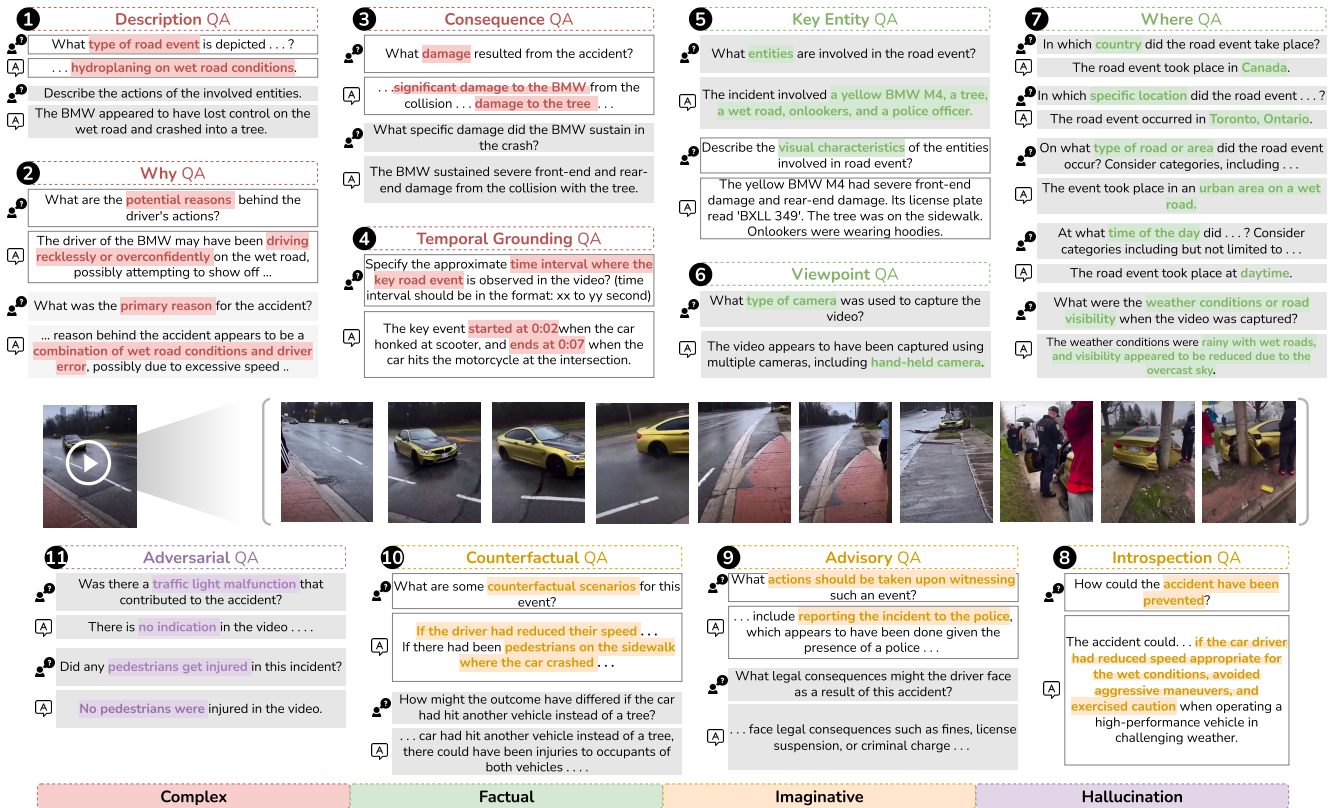 1 Description QA
What type of road event is depicted . . . ?
. . . hydroplaning on wet road conditions.
Describe the actions of the involved entities.
The BMW appeared to have lost control on the
wet road and crashed into a tree.
2 Why QA
What are the potential reasons behind the
driver's actions?
The driver of the BMW may have been driving
recklessly or overconfidently on the wet road,
possibly attempting to show off ...
What was the primary reason for the accident?
... reason behind the accident appears to be a
combination of wet road conditions and driver
error, possibly due to excessive speed ..
3 Consequence QA
What damage resulted from the accident?
. . .significant damage to the BMW from the
collision . . . damage to the tree . . .
What specific damage did the BMW sustain in
the crash?
The BMW sustained severe front-end and rear-
end damage from the collision with the tree.
4 Temporal Grounding QA
Specify the approximate time interval where the
key road event is observed in the video? (time
interval should be in the format: xx to yy second)
The key event started at 0:02when the car
honked at scooter, and ends at 0:07 when the
car hits the motorcycle at the intersection.
5 Key Entity QA
What entities are involved in the road event?
The incident involved a yellow BMW M4, a tree,
a wet road, onlookers, and a police officer.
Describe the visual characteristics of the entities
involved in road event?
The yellow BMW M4 had severe front-end
damage and rear-end damage. Its license plate
read 'BXLL 349'. The tree was on the sidewalk.
Onlookers were wearing hoodies.
6 Viewpoint QA
What type of camera was used to capture the
video?
The video appears to have been captured using
multiple cameras, including hand-held camera.
7 Where QA
In which country did the road event take place?
The road event took place in Canada.
In which specific location did the road event . . . ?
The road event occurred in Toronto, Ontario.
On what type of road or area did the road event
occur? Consider categories, including . . .
The event took place in an urban area on a wet
road.
At what time of the day did . . . ? Consider
categories including but not limited to . . .
The road event took place at daytime.
What were the weather conditions or road
visibility when the video was captured?
The weather conditions were rainy with wet roads,
and visibility appeared to be reduced due to the
overcast sky.
11 Adversarial QA
Was there a traffic light malfunction that
contributed to the accident?
There is no indication in the video . . . .
Did any pedestrians get injured in this incident?
No pedestrians were injured in the video.
10 Counterfactual QA
What are some counterfactual scenarios for this
event?
If the driver had reduced their speed . . .
If there had been pedestrians on the sidewalk
where the car crashed . . .
How might the outcome have differed if the car
had hit another vehicle instead of a tree?
. . . car had hit another vehicle instead of a tree,
there could have been injuries to occupants of
both vehicles . . . .
9 Advisory QA
What actions should be taken upon witnessing
such an event?
. . . include reporting the incident to the police,
which appears to have been done given the
presence of a police . . .
What legal consequences might the driver face
as a result of this accident?
. . . face legal consequences such as fines, license
suspension, or criminal charge . . .
8 Introspection QA
How could the accident have been
prevented?
The accident could. . . if the car driver
had reduced speed appropriate for
the wet conditions, avoided
aggressive maneuvers, and
exercised caution when operating a
high-performance vehicle in
challenging weather.
Complex
Factual
Imaginative
Hallucination